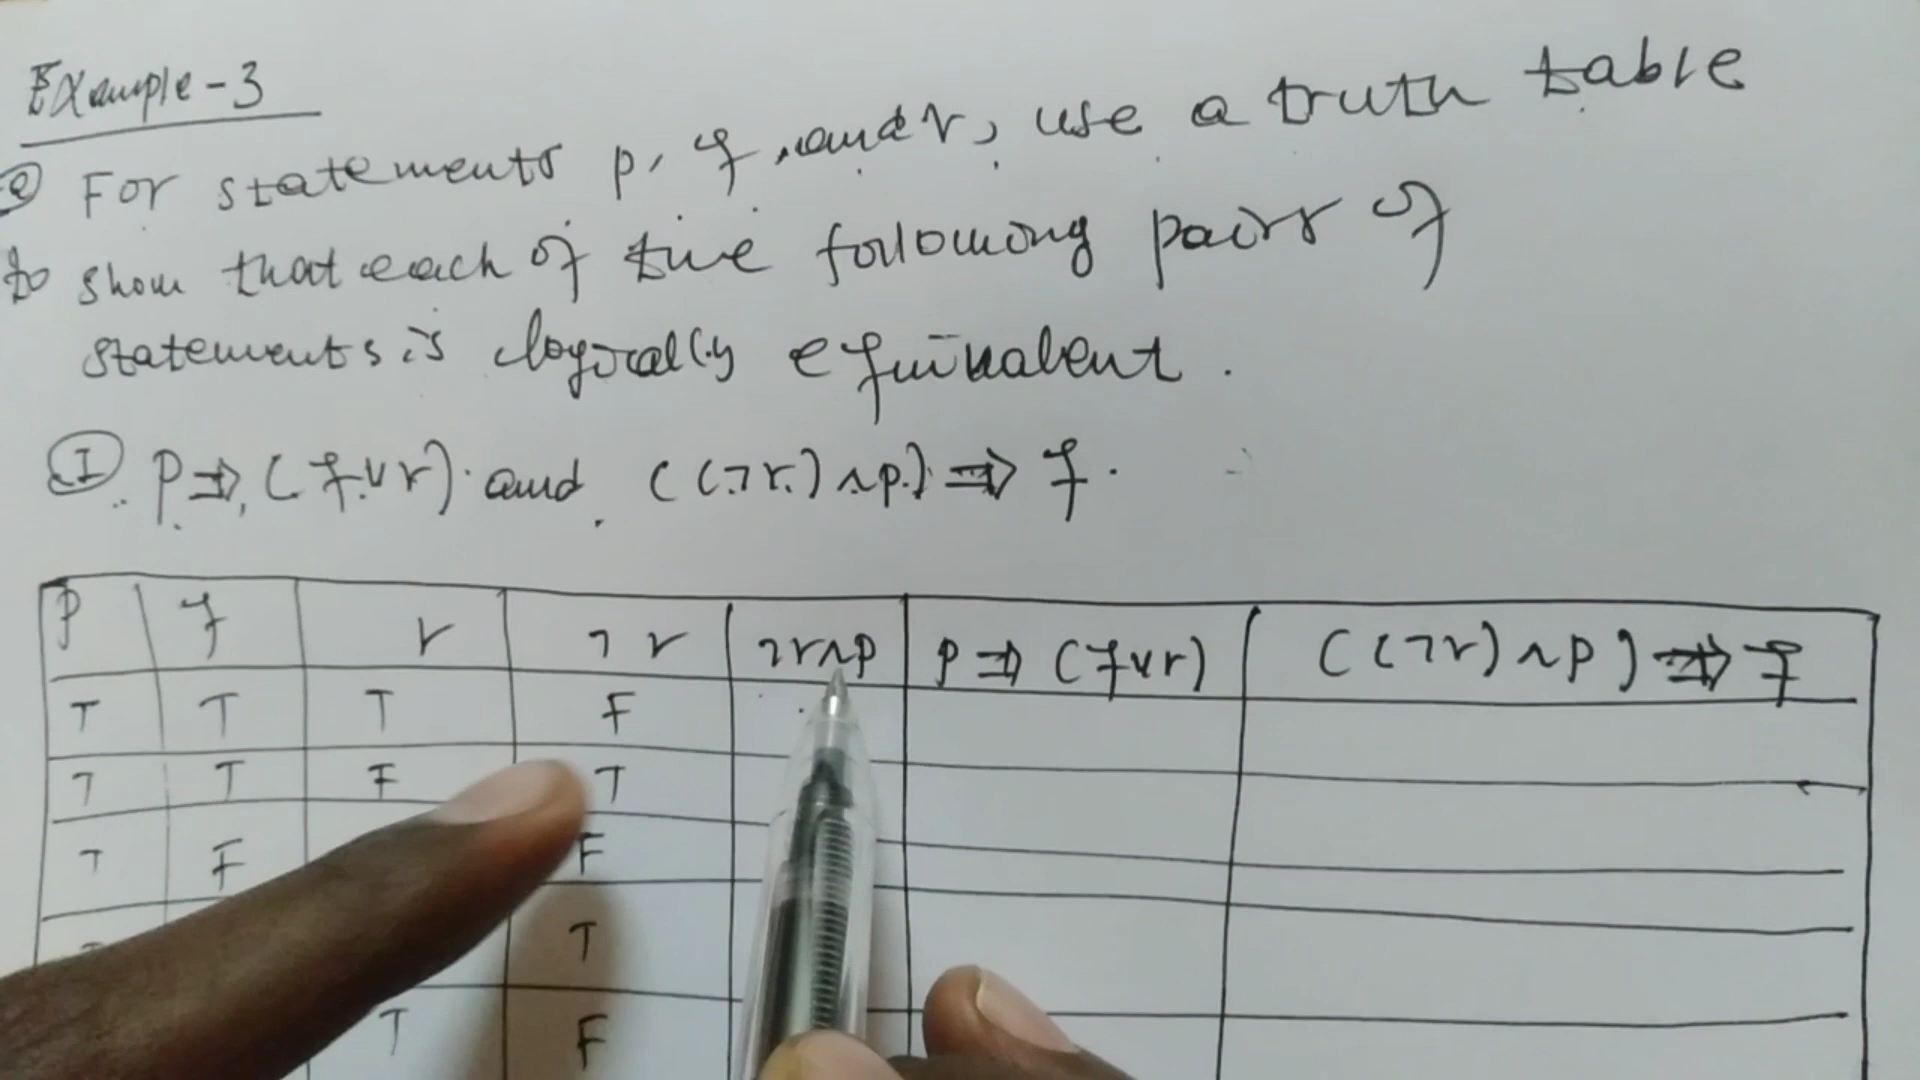 Example-3
For statements p, q, and r, use a truth table
to show that each of the following pair of
statements is logically equivalent.
I p ⇒ (q ∨ r) and ((¬r) ∧ p) ⇒ q.
p q r ¬r ¬r∧p p ⇒ (q∨r) ((¬r) ∧ p) ⇒ q
T T T F
T T F T
T F F
T
T F